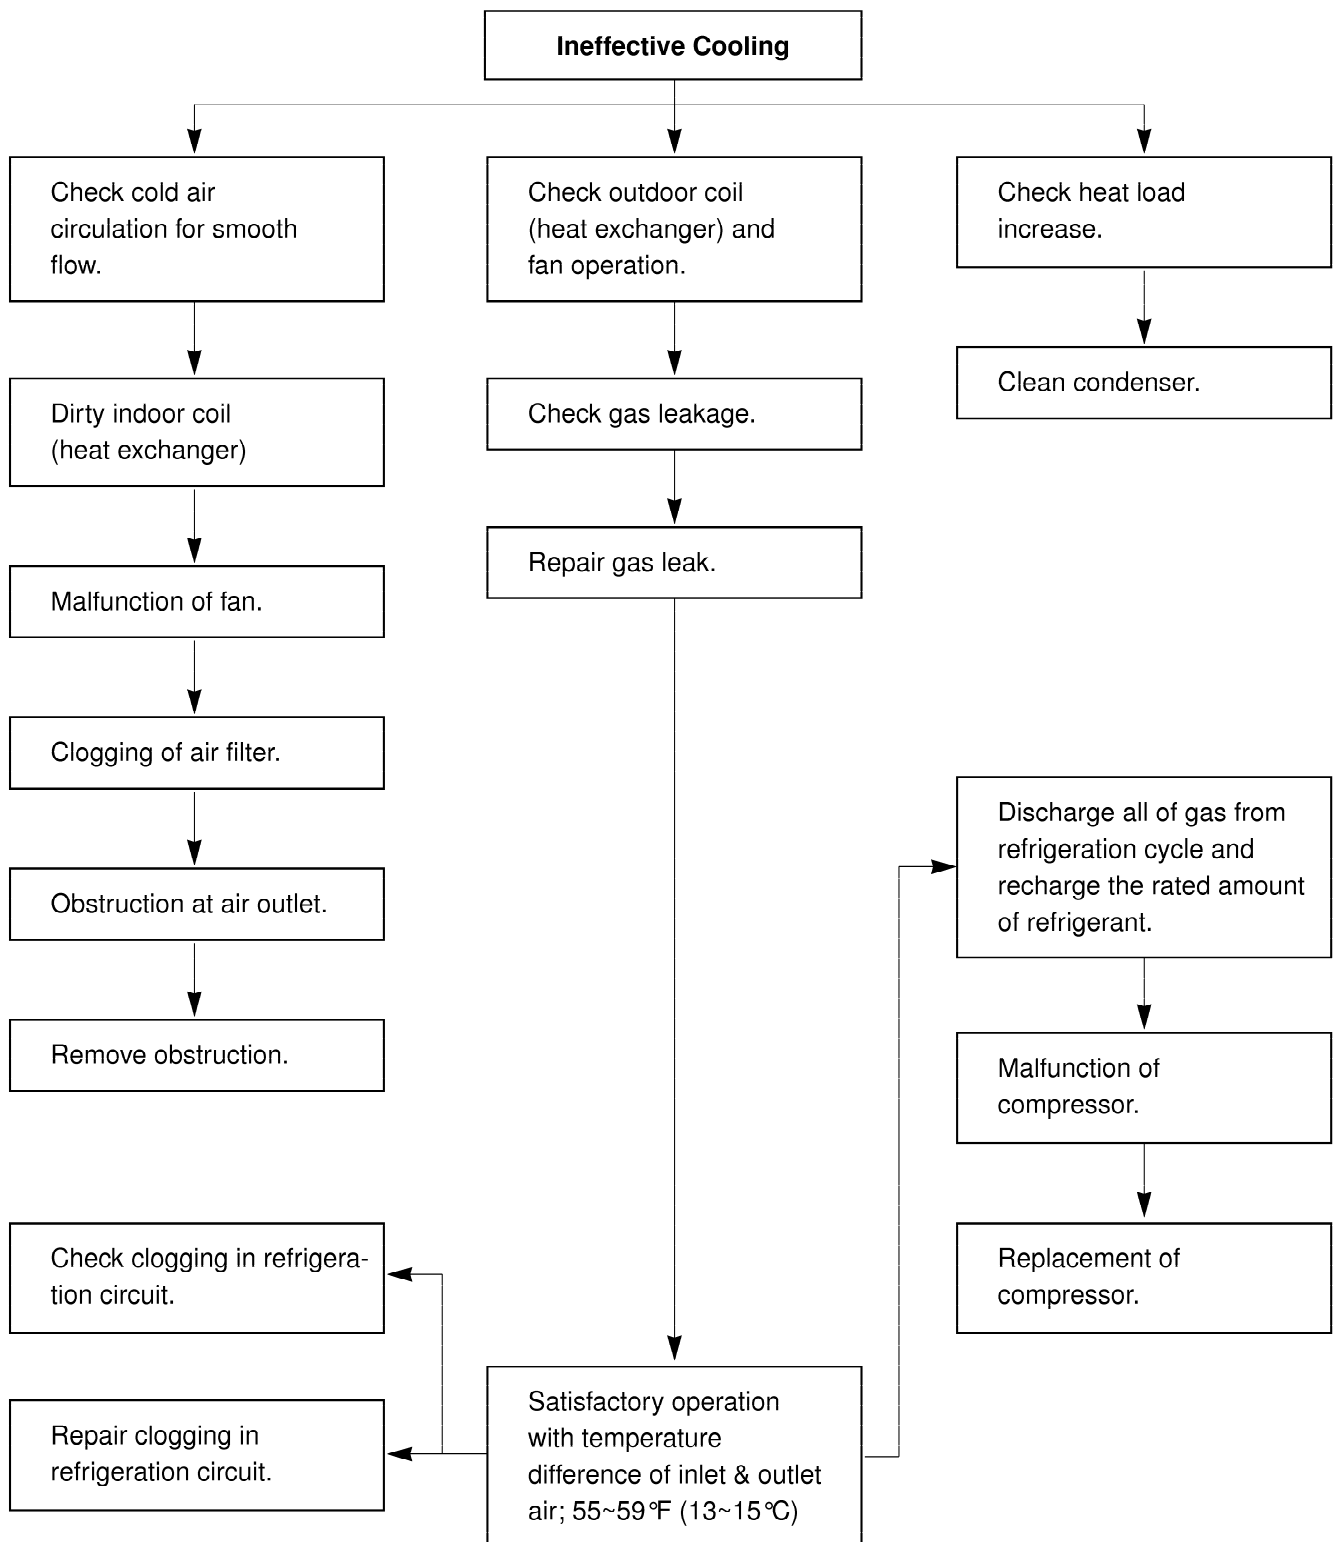 Ineffective Cooling
Check cold air
circulation for smooth
flow.
Check outdoor coil
(heat exchanger) and
fan operation.
Check heat load
increase.
Dirty indoor coil
(heat exchanger)
Check gas leakage.
Clean condenser.
Malfunction of fan.
Repair gas leak.
Clogging of air filter.
Obstruction at air outlet.
Remove obstruction.
Discharge all of gas from
refrigeration cycle and
recharge the rated amount
of refrigerant.
Malfunction of
compressor.
Replacement of
compressor.
Check clogging in refrigera-
tion circuit.
Repair clogging in
refrigeration circuit.
Satisfactory operation
with temperature
difference of inlet & outlet
air; 55~59°F (13~15°C)